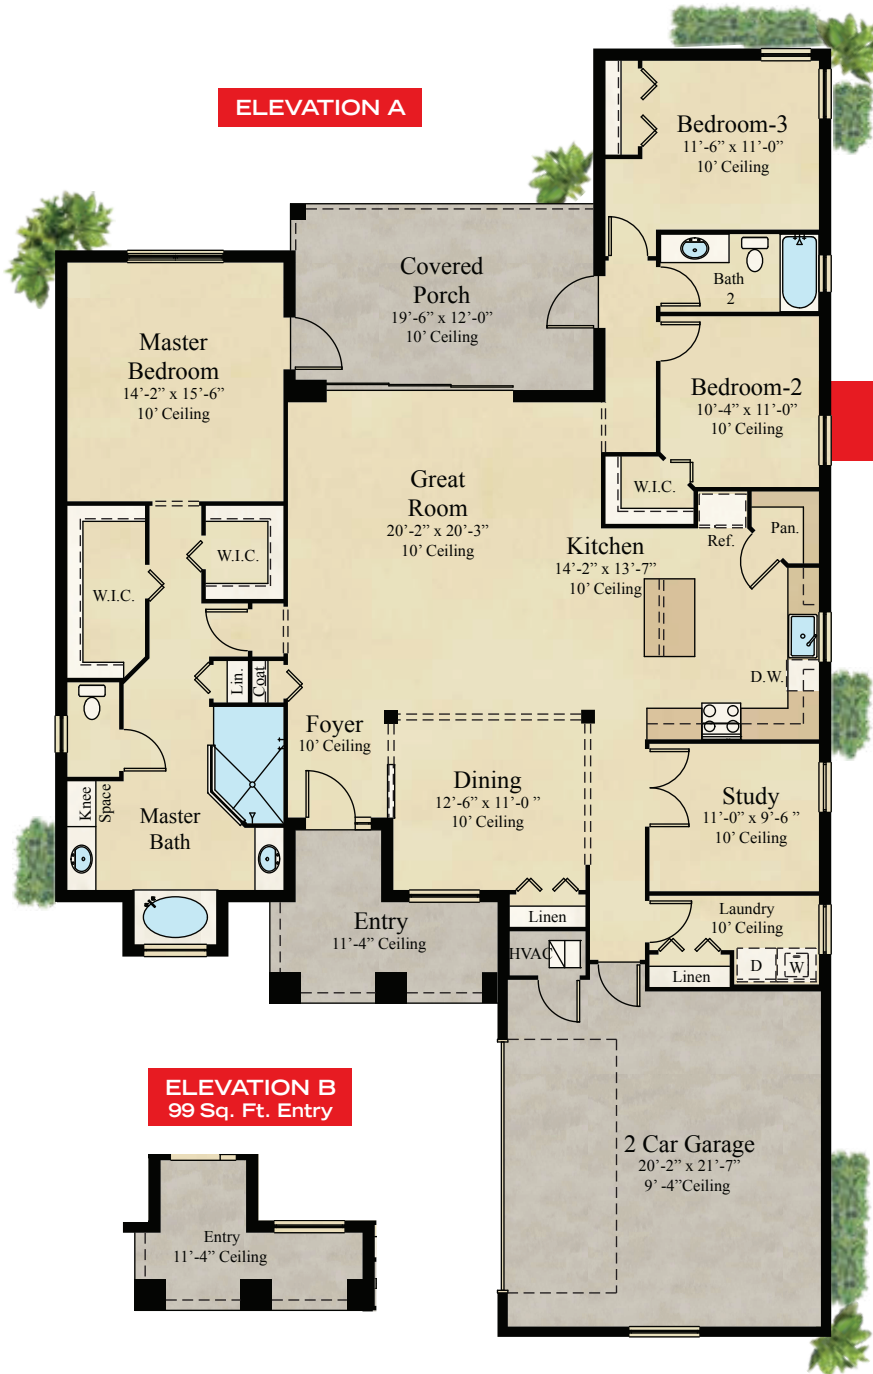 ELEVATION A
Bedroom-3
11’-6” x 11’-0”
10’ Ceiling
Covered
Porch
19’-6” x 12’-0”
10’ Ceiling
Bath
2
Master
Bedroom
14’-2” x 15’-6”
10’ Ceiling
Bedroom-2
10’-4” x 11’-0”
10’ Ceiling
Great
Room
20’-2” x 20’-3”
10’ Ceiling
W.I.C.
Ref.
Pan.
Kitchen
14’-2” x 13’-7”
10’ Ceiling
W.I.C.
W.I.C.
D.W.
Lin.
Coat
Foyer
10’ Ceiling
Dining
12’-6” x 11’-0 ”
10’ Ceiling
Study
11’-0” x 9’-6 ”
10’ Ceiling
Knee
Space
Master
Bath
Laundry
10’ Ceiling
Entry
11’-4” Ceiling
Linen
HVAC
D
W
Linen
ELEVATION B
99 Sq. Ft. Entry
2 Car Garage
20’-2” x 21’-7”
9’ -4”Ceiling
Entry
11’-4” Ceiling